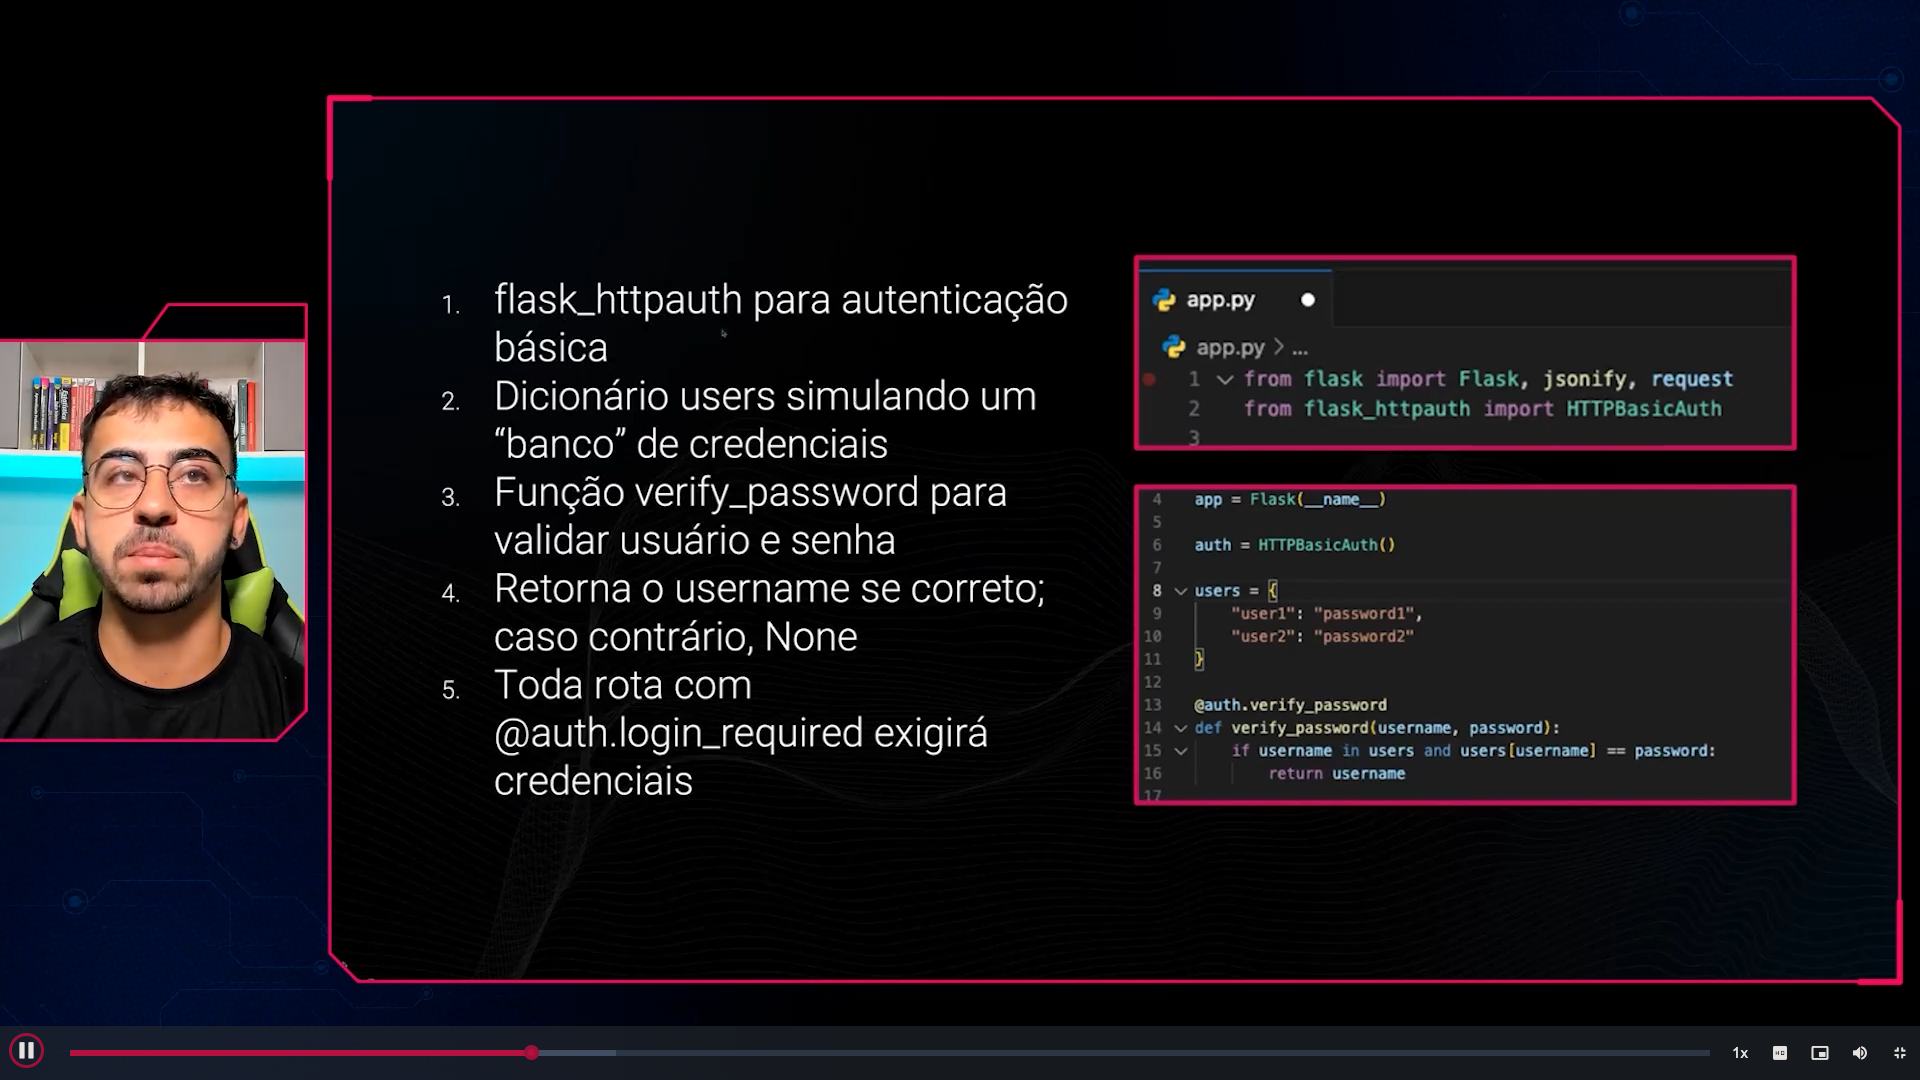 1. flask_httpauth para autenticação
básica
2. Dicionário users simulando um
“banco” de credenciais
3. Função verify_password para
validar usuário e senha
4. Retorna o username se correto;
caso contrário, None
5. Toda rota com
@auth.login_required exigirá
credenciais
app.py
app.py > ...
1 from flask import Flask, jsonify, request
2 from flask_httpauth import HTTPBasicAuth
3
4 app = Flask(__name__)
5
6 auth = HTTPBasicAuth()
7
8 users = {
9 "user1": "password1",
10 "user2": "password2"
11 }
12
13 @auth.verify_password
14 def verify_password(username, password):
15 if username in users and users[username] == password:
16 return username
17
1x